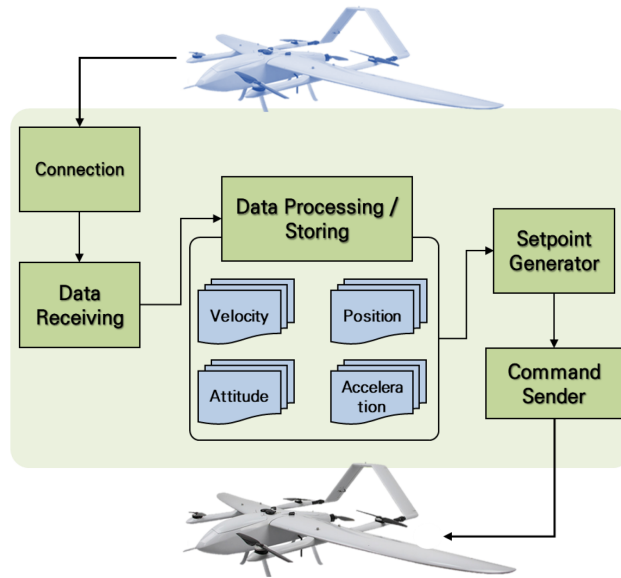 Connection
Data
Receiving
Data Processing /
Storing
Velocity
Position
Attitude
Accelera
tion
Setpoint
Generator
Command
Sender